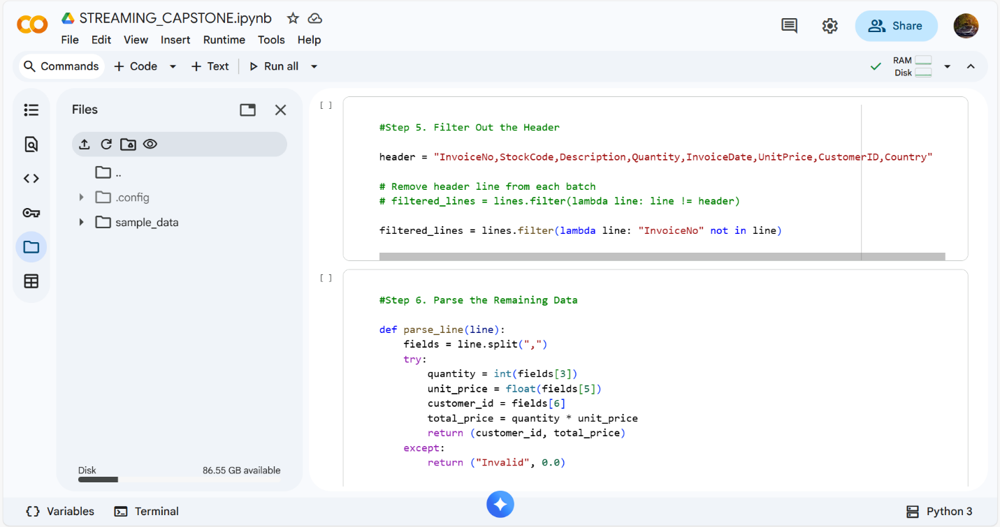 STREAMING_CAPSTONE.ipynb
File Edit View Insert Runtime Tools Help
Share
Commands + Code + Text Run all
RAM
Disk
Files
..
.config
sample_data
Disk 86.55 GB available
[ ]
#Step 5. Filter Out the Header
header = "InvoiceNo,StockCode,Description,Quantity,InvoiceDate,UnitPrice,CustomerID,Country"
# Remove header line from each batch
# filtered_lines = lines.filter(lambda line: line != header)
filtered_lines = lines.filter(lambda line: "InvoiceNo" not in line)
[ ]
#Step 6. Parse the Remaining Data
def parse_line(line):
    fields = line.split(",")
    try:
        quantity = int(fields[3])
        unit_price = float(fields[5])
        customer_id = fields[6]
        total_price = quantity * unit_price
        return (customer_id, total_price)
    except:
        return ("Invalid", 0.0)
Variables Terminal
Python 3